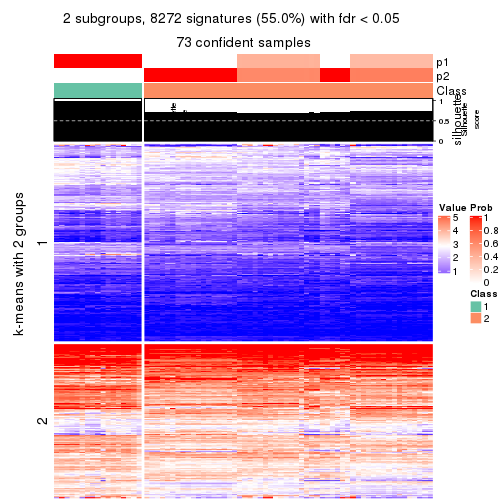 2 subgroups, 8272 signatures (55.0%) with fdr < 0.05
73 confident samples
p1
p2
Class
1
0.5
0
silhouette
Silhouette
score
k-means with 2 groups
1
2
Value
5
4
3
2
1
Prob
1
0.8
0.6
0.4
0.2
0
Class
1
2